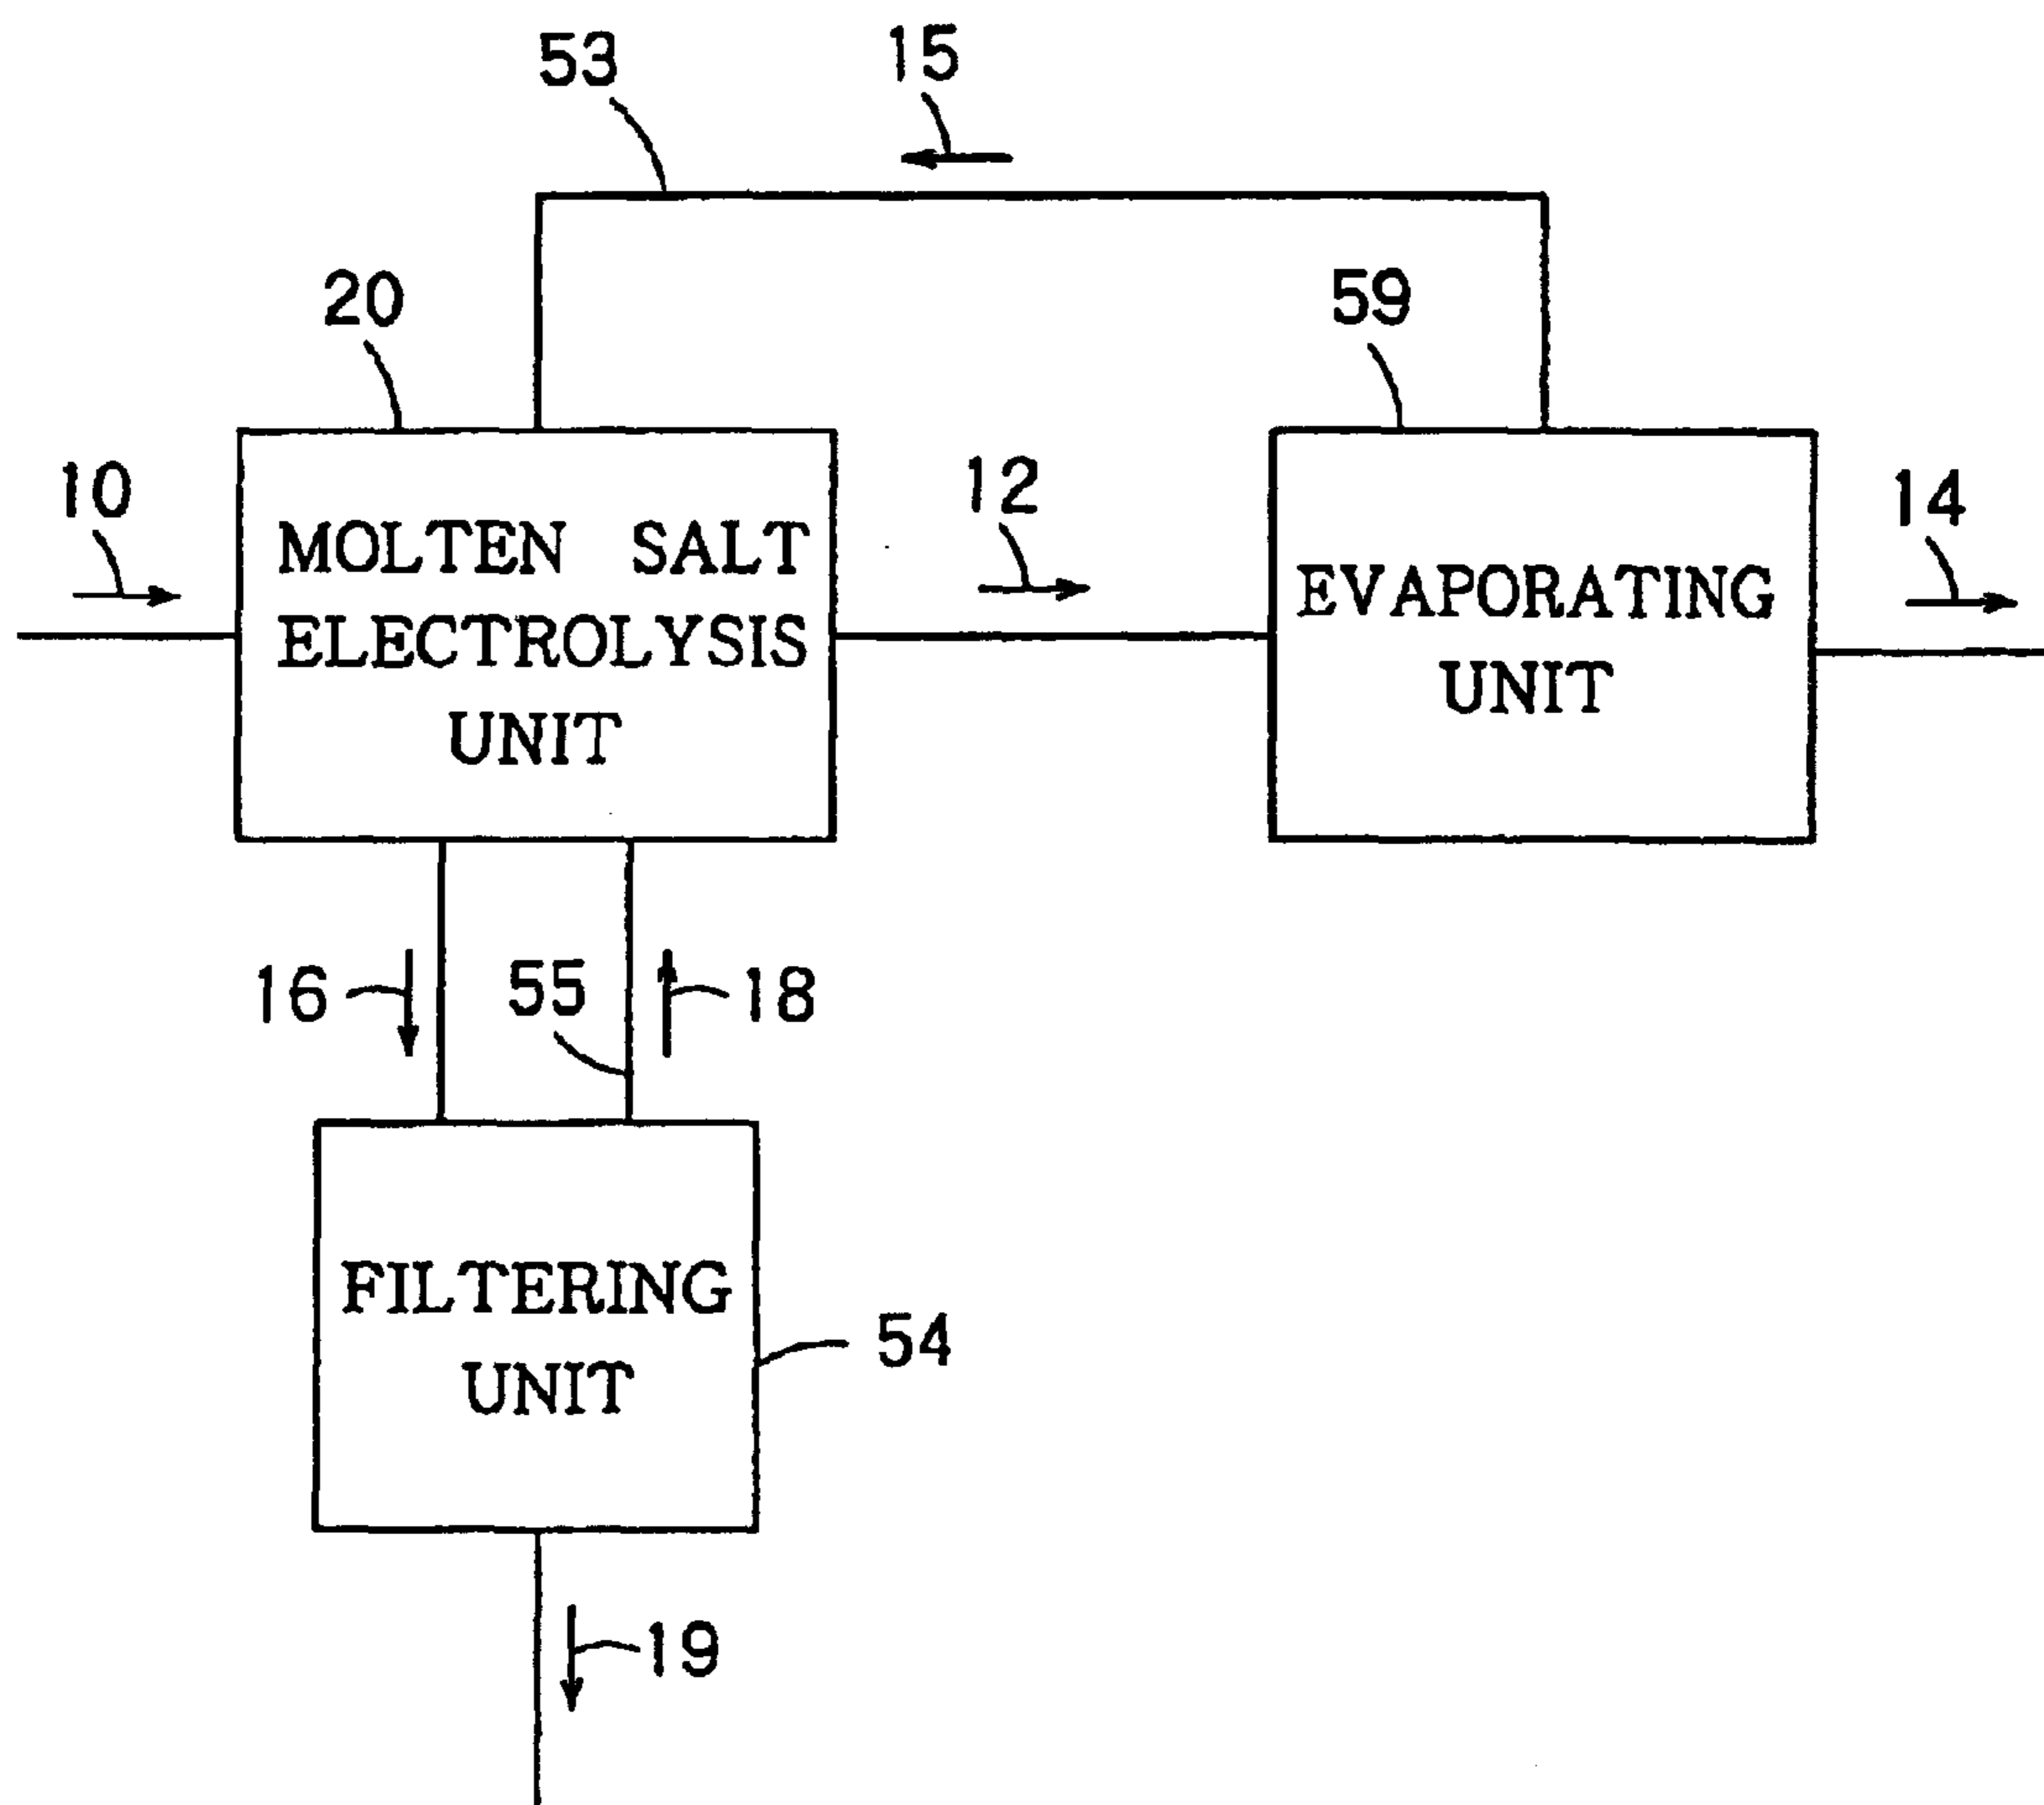 53
15
20
59
10
12
14
MOLTEN SALT
ELECTROLYSIS
UNIT
EVAPORATING
UNIT
16
55
18
FILTERING
UNIT
54
19